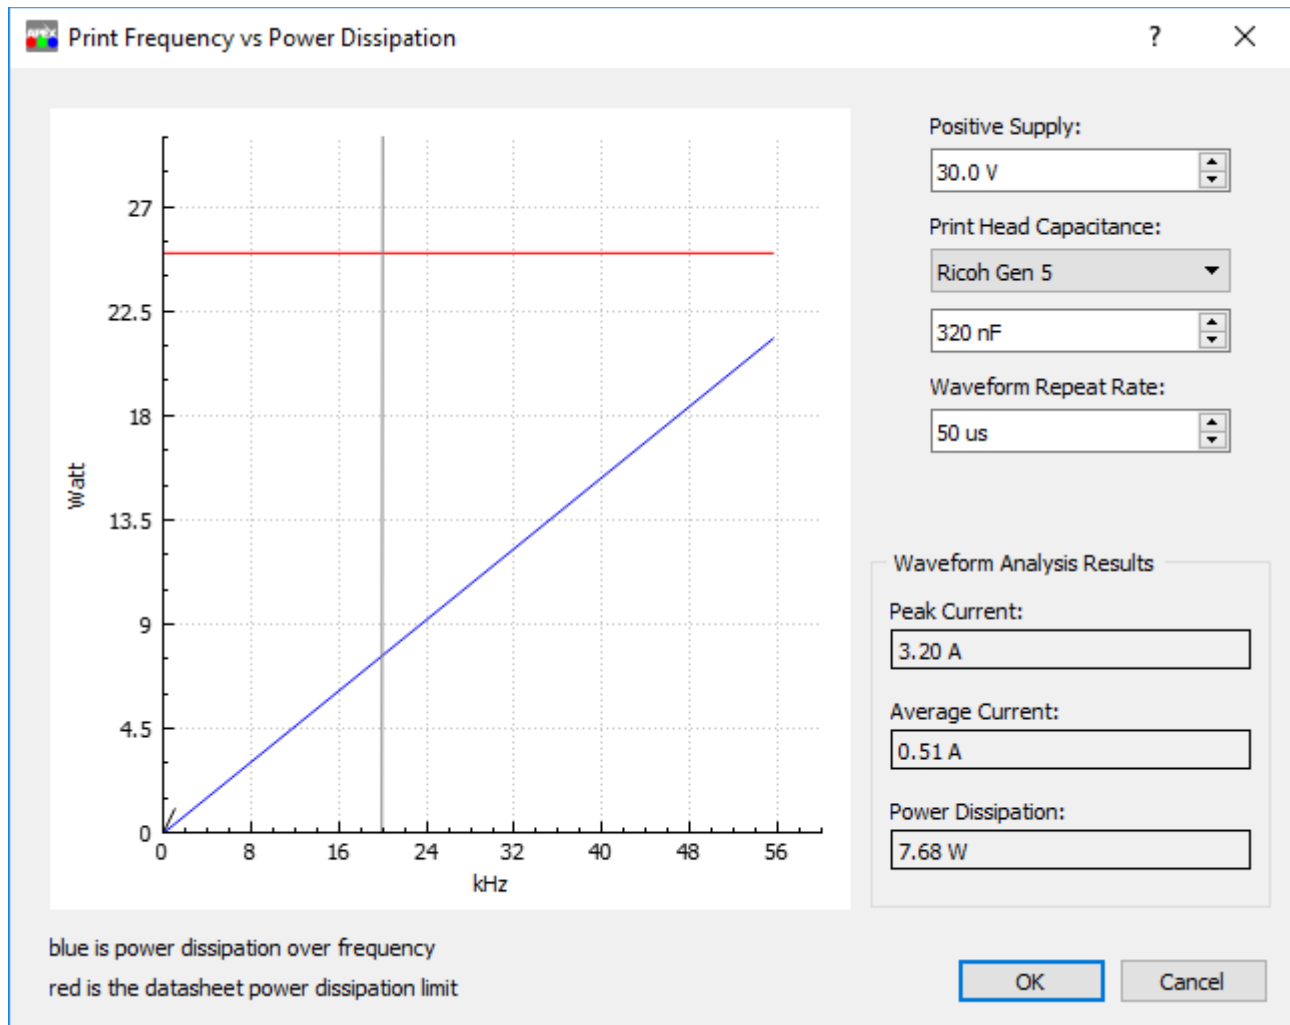 APEX
Print Frequency vs Power Dissipation
?
Positive Supply:
30.0 V
Print Head Capacitance:
Ricoh Gen 5
320 nF
Waveform Repeat Rate:
50 us
27
22.5
18
13.5
9
4.5
0
Watt
0 8 16 24 32 40 48 56
kHz
Waveform Analysis Results
Peak Current:
3.20 A
Average Current:
0.51 A
Power Dissipation:
7.68 W
blue is power dissipation over frequency
red is the datasheet power dissipation limit
OK Cancel